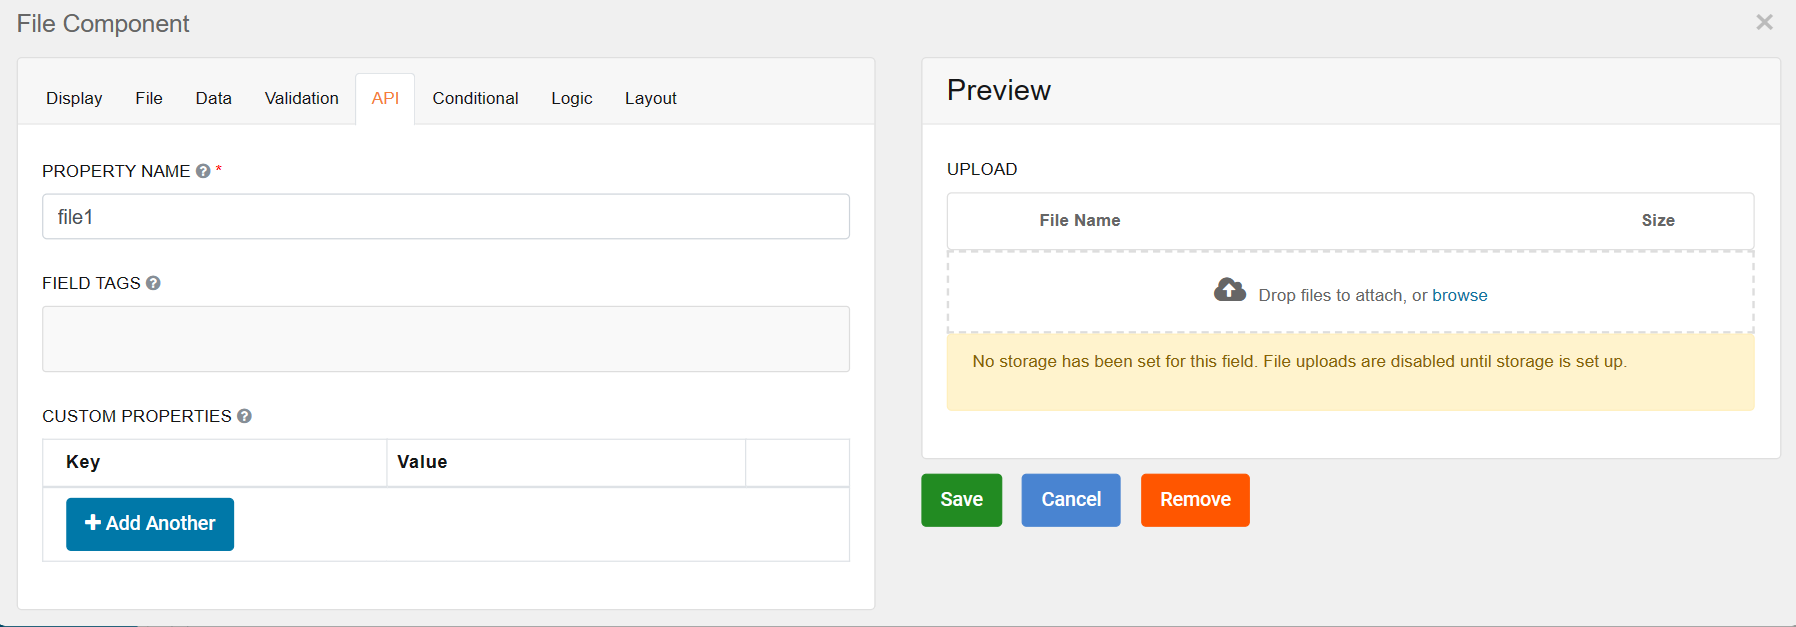 File Component
Display File Data Validation API Conditional Logic Layout
PROPERTY NAME *
file1
FIELD TAGS
CUSTOM PROPERTIES
Key Value
Add Another
Preview
UPLOAD
File Name Size
Drop files to attach, or browse
No storage has been set for this field. File uploads are disabled until storage is set up.
Save Cancel Remove